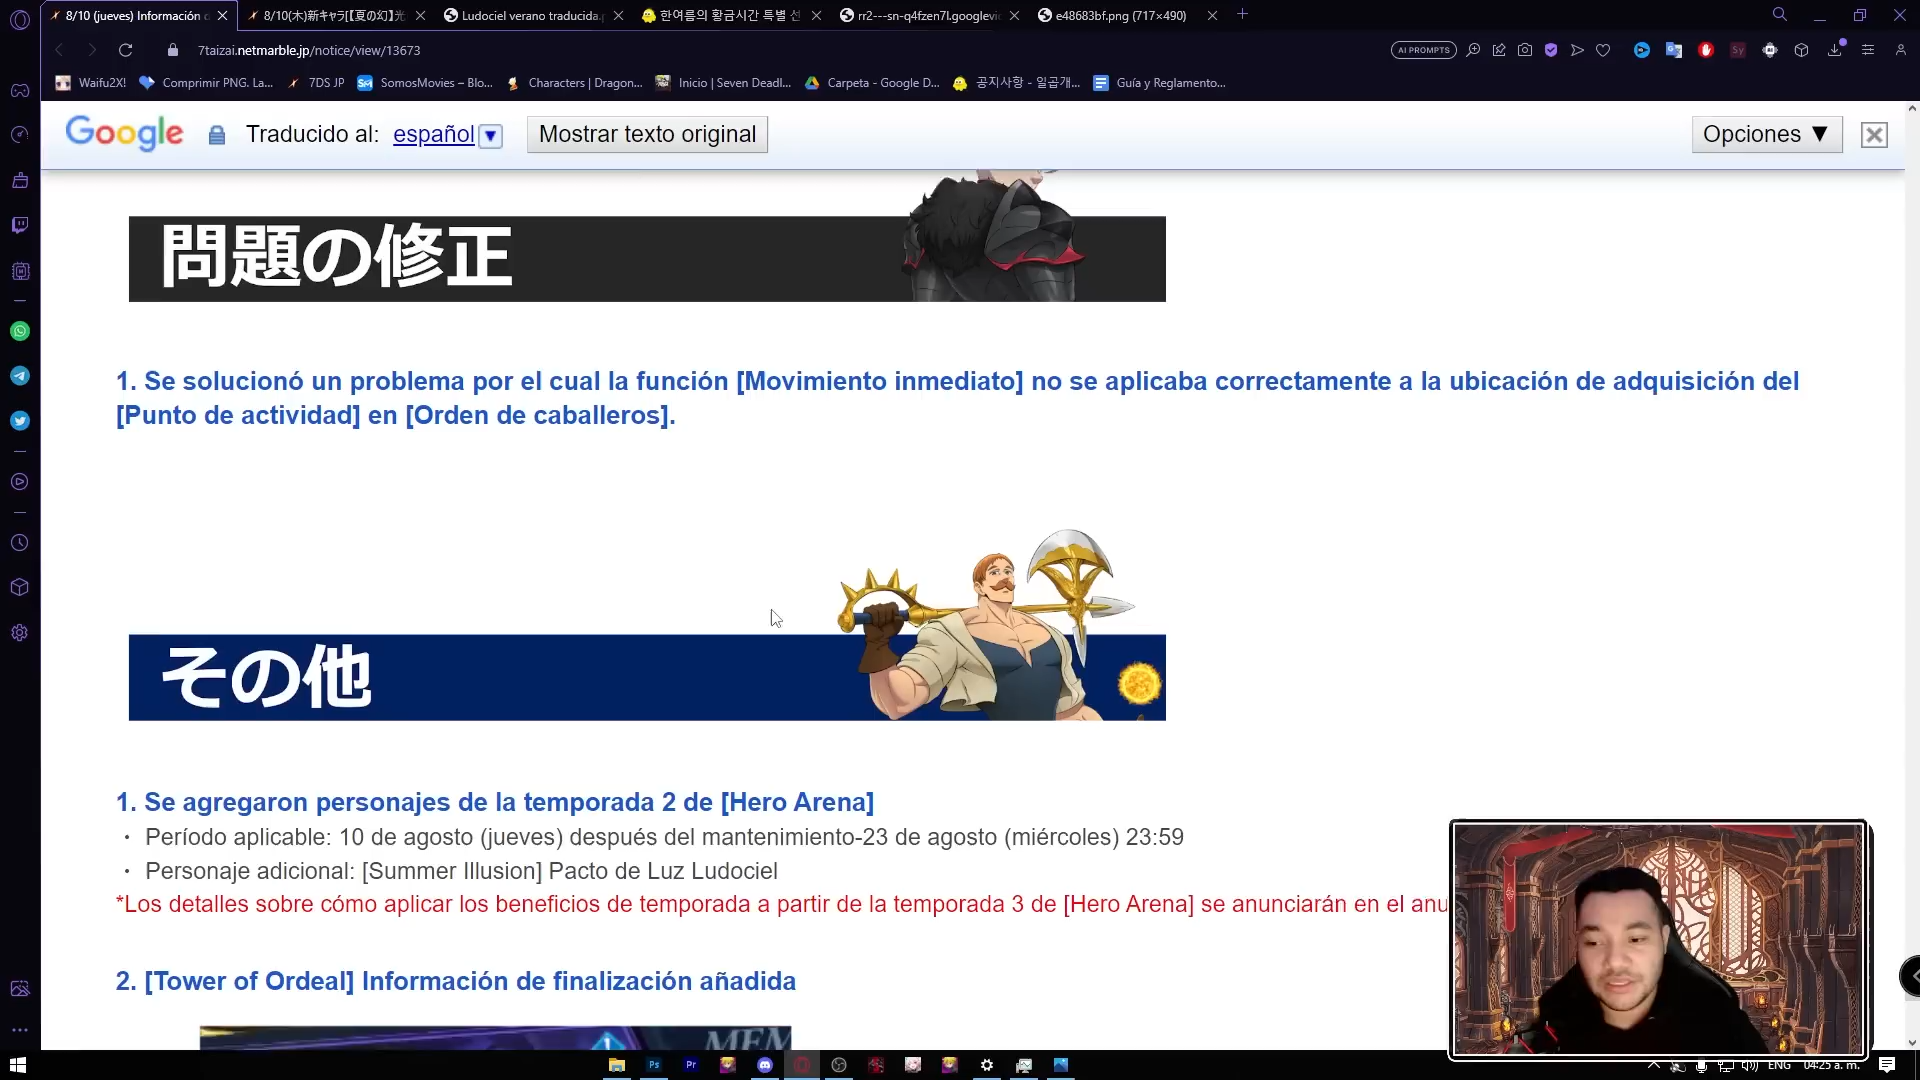 8/10 (jueves) Información d
8/10(木)新キャラ[【夏の幻】光
Ludociel verano traducida.p
한여름의 황금시간 특별 선
rr2---sn-q4fzen7l.googlevid
e48683bf.png (717×490)
7taizai.netmarble.jp/notice/view/13673
AI PROMPTS
Waifu2X!
Comprimir PNG. La...
7DS JP
SomosMovies – Blo...
Characters | Dragon...
Inicio | Seven Deadl...
Carpeta - Google D...
공지사항 - 일곱개...
Guía y Reglamento...
Google
Traducido al: español
Mostrar texto original
Opciones ▼
問題の修正
1. Se solucionó un problema por el cual la función [Movimiento inmediato] no se aplicaba correctamente a la ubicación de adquisición del
[Punto de actividad] en [Orden de caballeros].
その他
1. Se agregaron personajes de la temporada 2 de [Hero Arena]
・ Período aplicable: 10 de agosto (jueves) después del mantenimiento-23 de agosto (miércoles) 23:59
・ Personaje adicional: [Summer Illusion] Pacto de Luz Ludociel
*Los detalles sobre cómo aplicar los beneficios de temporada a partir de la temporada 3 de [Hero Arena] se anunciarán en el anu
2. [Tower of Ordeal] Información de finalización añadida
MEM
Ps
Pr
ENG
04:25 a. m.